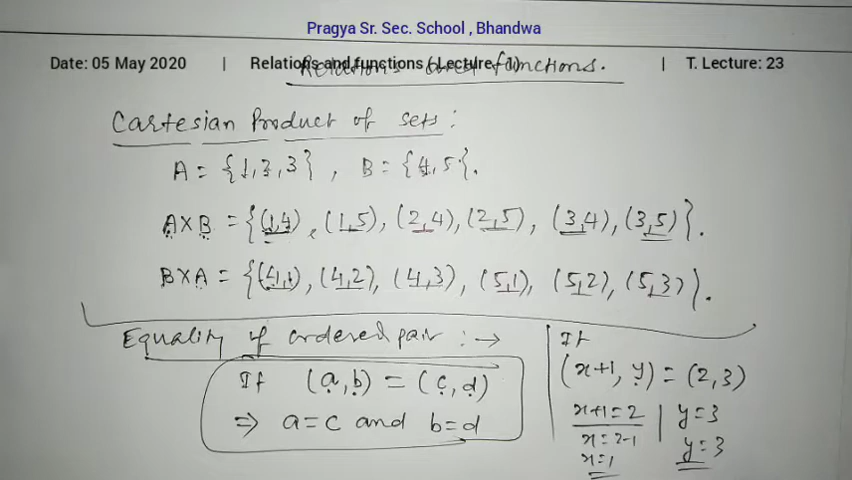 Pragya Sr. Sec. School , Bhandwa
Date: 05 May 2020 | Relations and functions (Lecture 1) | T. Lecture: 23
Relations and functions.
Cartesian Product of sets :
A = {1,2,3} , B = {4,5}.
A×B = {(1,4), (1,5), (2,4), (2,5), (3,4), (3,5)}.
B×A = {(4,1), (4,2), (4,3), (5,1), (5,2), (5,3)}.
Equality of ordered pair : →
If (a,b) = (c,d)
⇒ a=c and b=d
If
(x+1, y) = (2,3)
x+1=2 | y=3
x=2-1
x=1
y=3